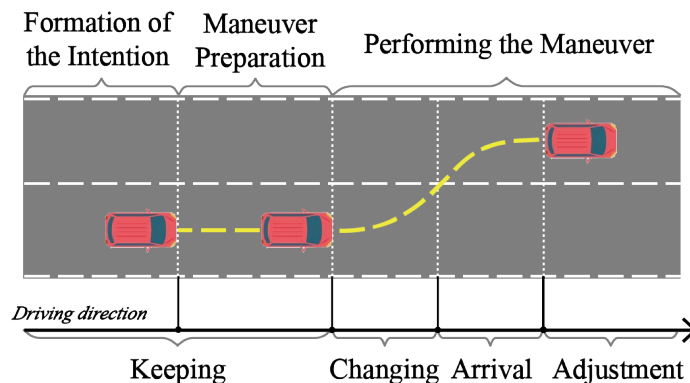 Formation of
the Intention
Maneuver
Preparation
Performing the Maneuver
Driving direction
Keeping
Changing
Arrival
Adjustment